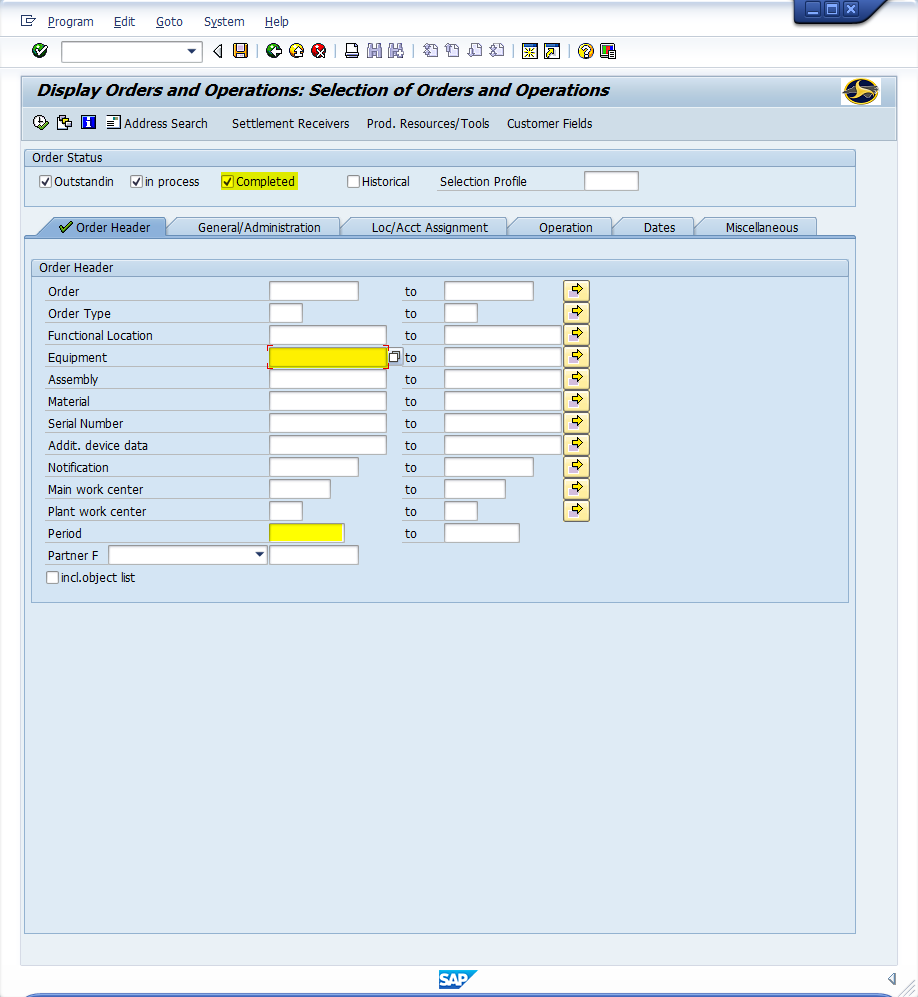 Program Edit Goto System Help
Display Orders and Operations: Selection of Orders and Operations
Address Search Settlement Receivers Prod. Resources/Tools Customer Fields
Order Status
Outstandin in process Completed Historical Selection Profile
Order Header General/Administration Loc/Acct Assignment Operation Dates Miscellaneous
Order Header
Order to
Order Type to
Functional Location to
Equipment to
Assembly to
Material to
Serial Number to
Addit. device data to
Notification to
Main work center to
Plant work center to
Period to
Partner F
incl.object list
SAP